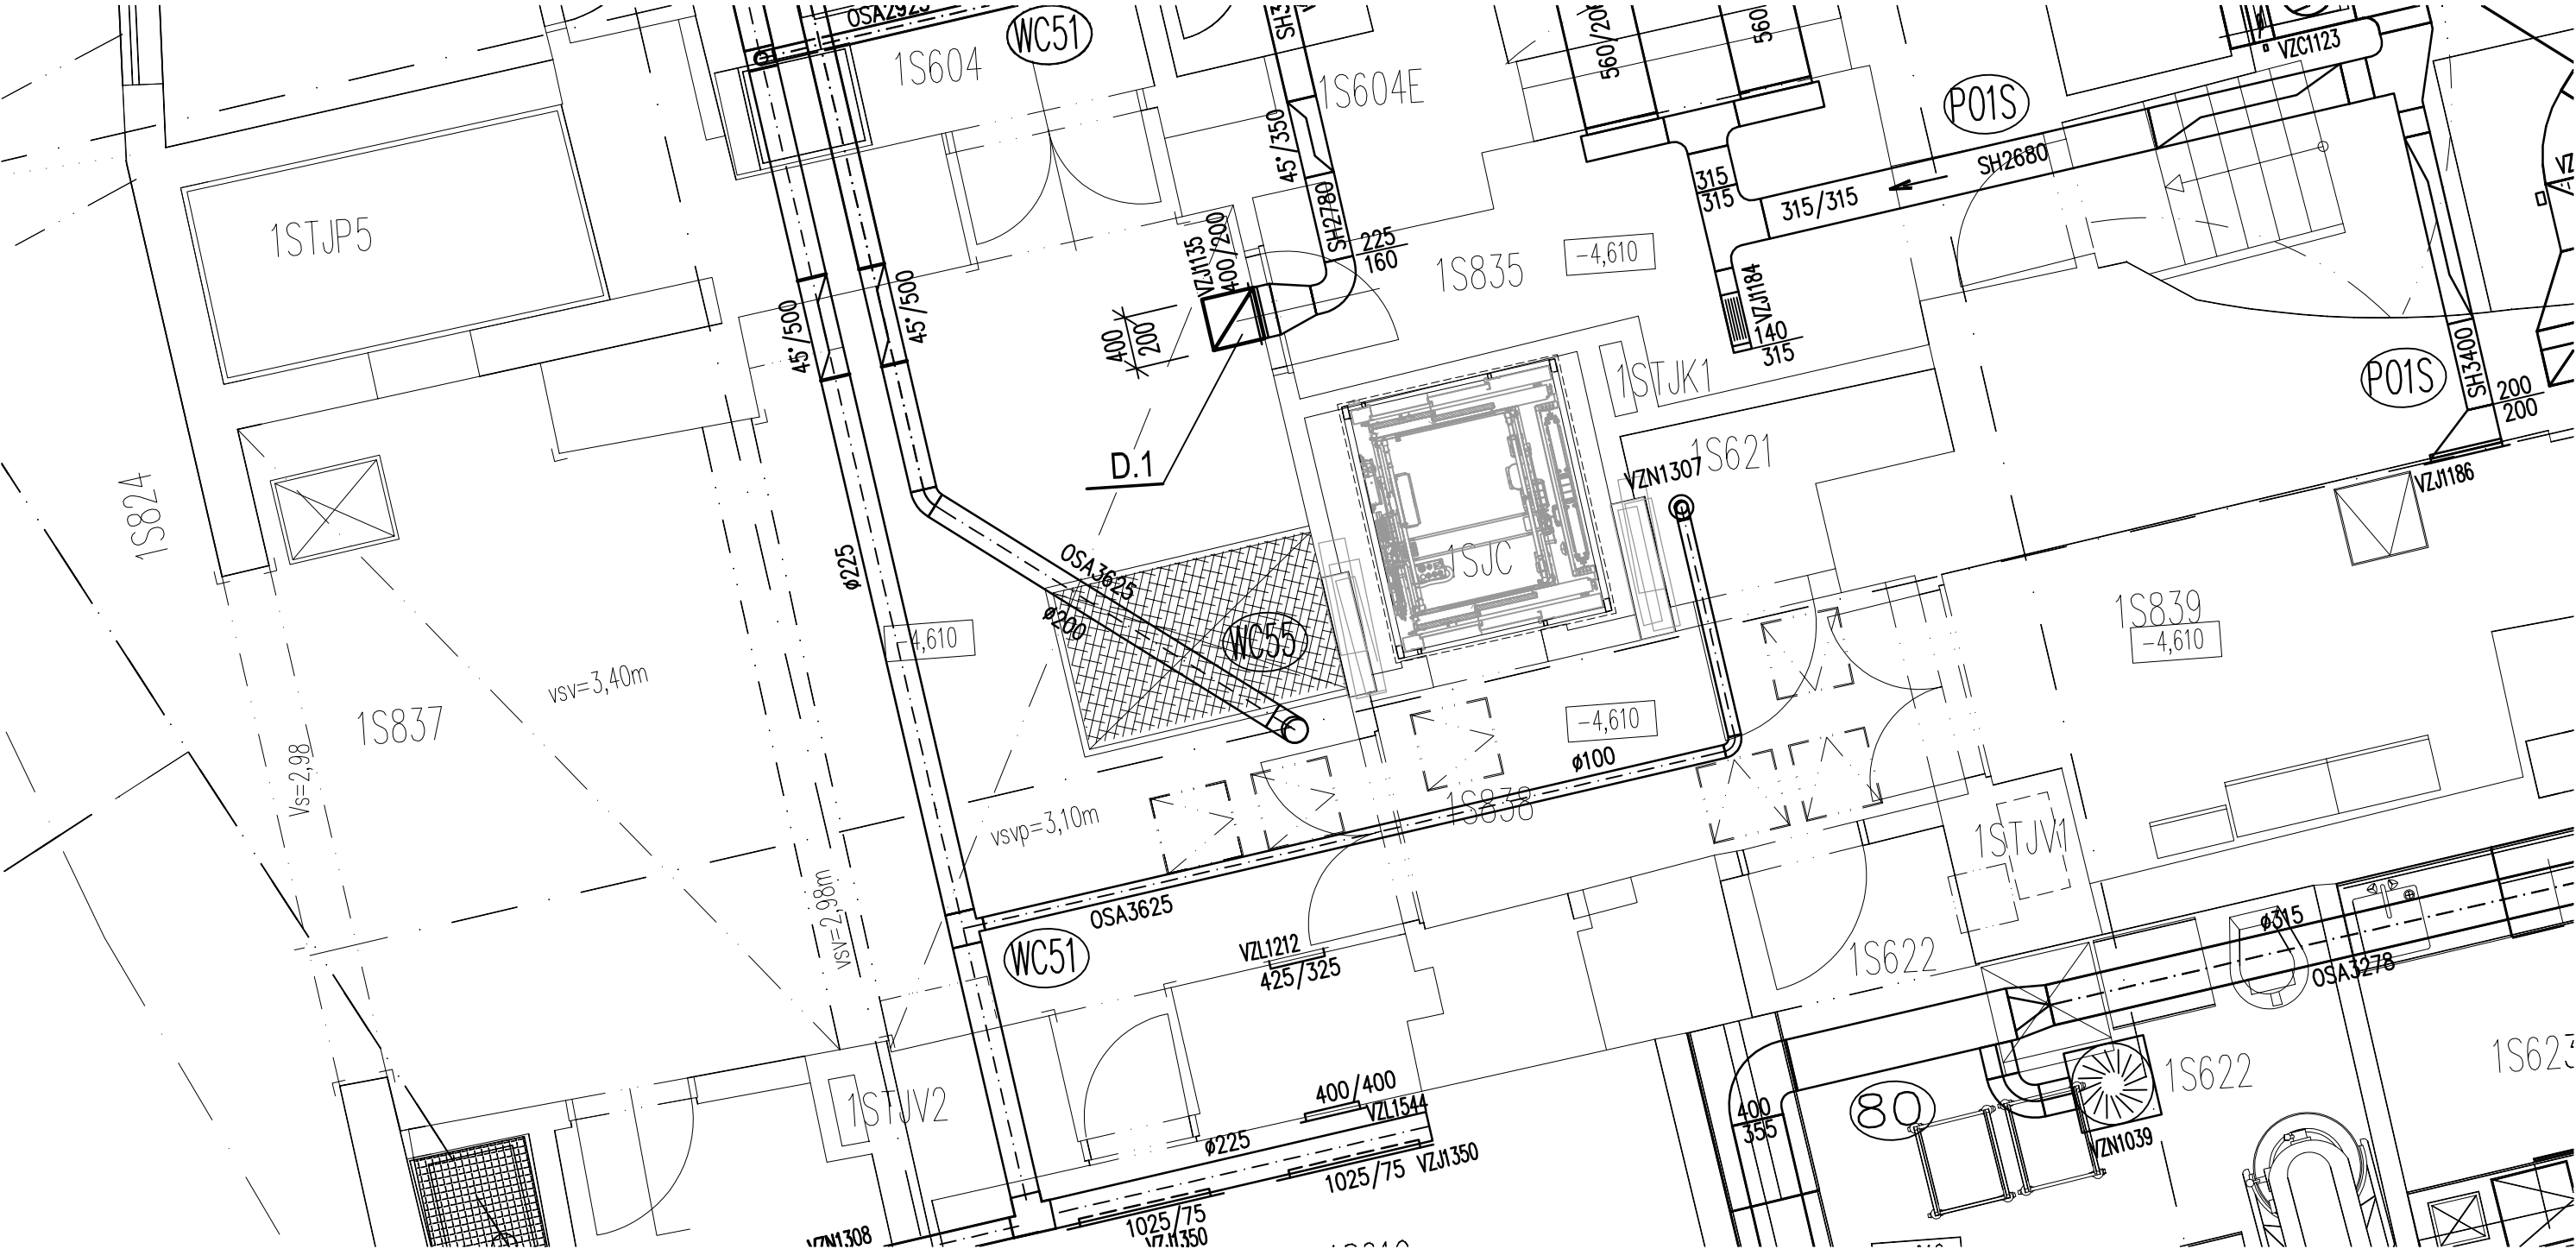 OSA2925
WC51
1S604
1S604E
560/200
VZC1123
P01S
SH2680
315
315
315/315
45°/350
SH2780
225
160
1STJP5
VZJ1135
400/200
1S835
-4,610
VZJ1184
140
315
45°/500
45°/500
400
200
1STJK1
P01S
SH3400
200
200
D.1
1S621
VZN1307
VZJ1186
1S824
ø225
OSA3625
ø200
1SJC
WC55
-4,610
1S839
-4,610
vsv=3,40m
1S837
Vs=2,98
-4,610
ø100
1S838
vsvp=3,10m
1STJV1
vsv=2,98m
OSA3625
WC51
VZL1212
425/325
1S622
ø315
OSA3278
1STJV2
400/400
VZL1544
400
355
80
1S622
1S623
VZN1039
ø225
1025/75 VZJ1350
1025/75
VZJ1350
VZN1308